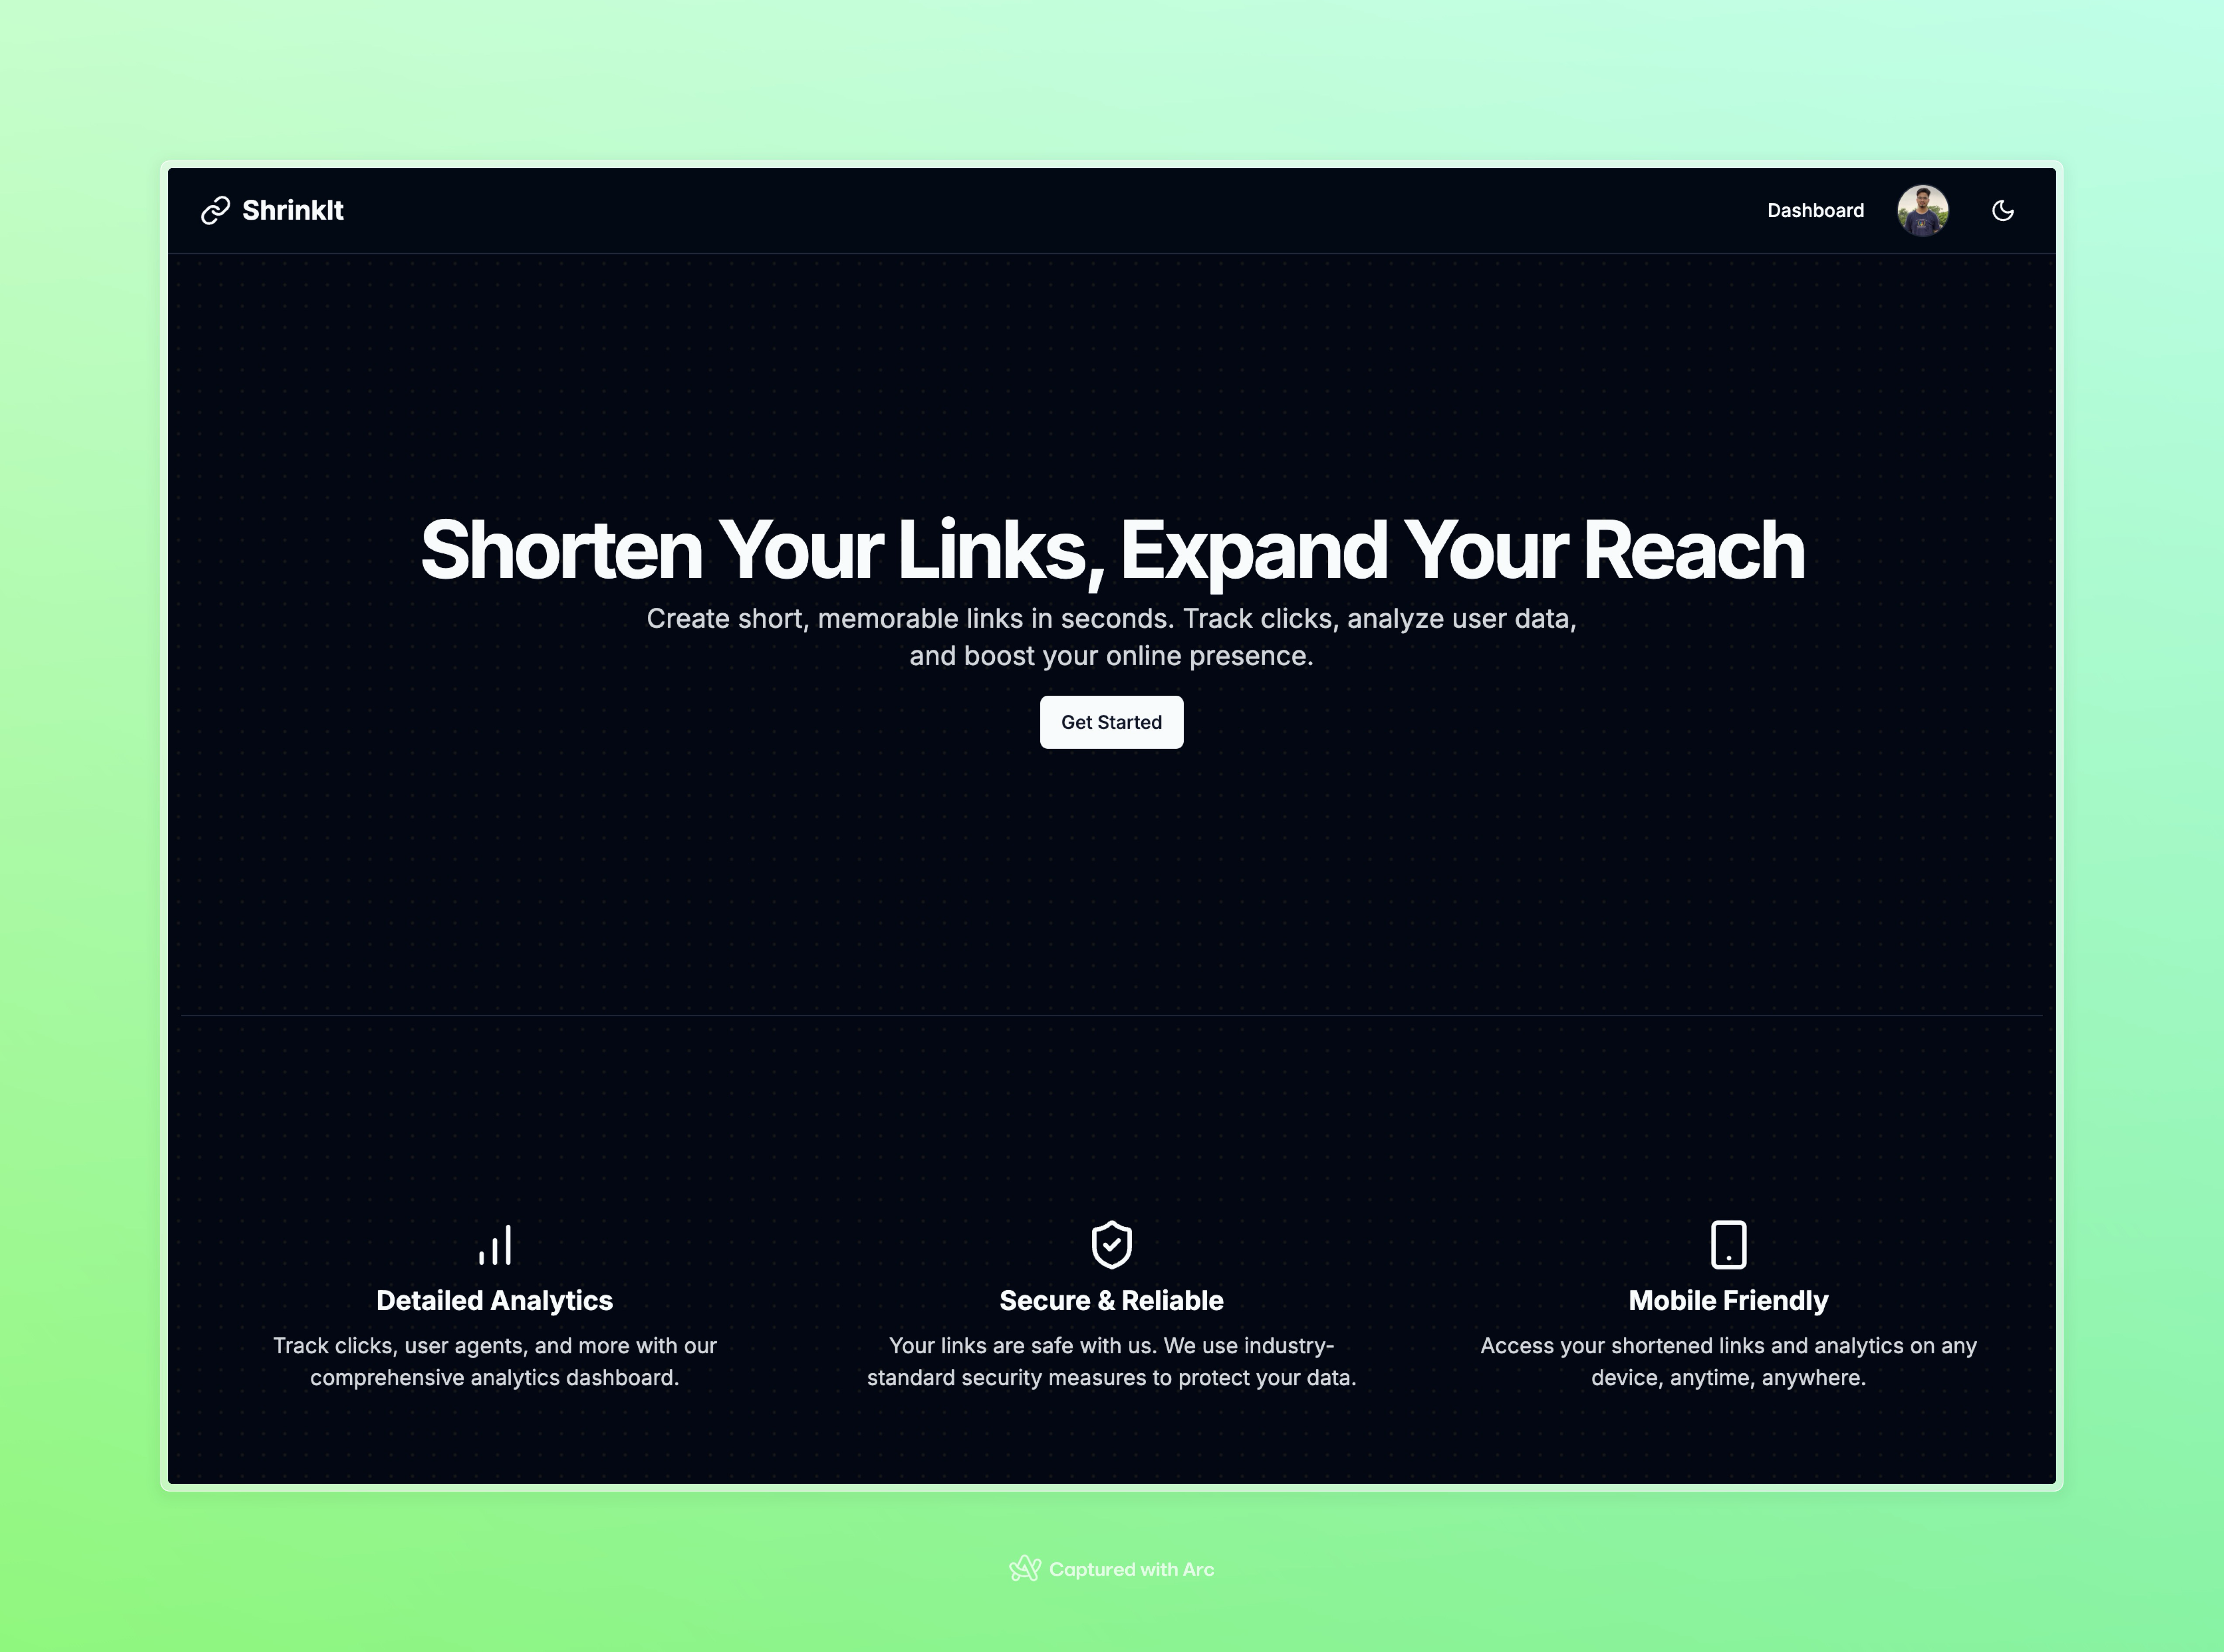 ShrinkIt
Dashboard
Shorten Your Links, Expand Your Reach
Create short, memorable links in seconds. Track clicks, analyze user data,
and boost your online presence.
Get Started
Detailed Analytics
Track clicks, user agents, and more with our
comprehensive analytics dashboard.
Secure & Reliable
Your links are safe with us. We use industry-
standard security measures to protect your data.
Mobile Friendly
Access your shortened links and analytics on any
device, anytime, anywhere.
Captured with Arc